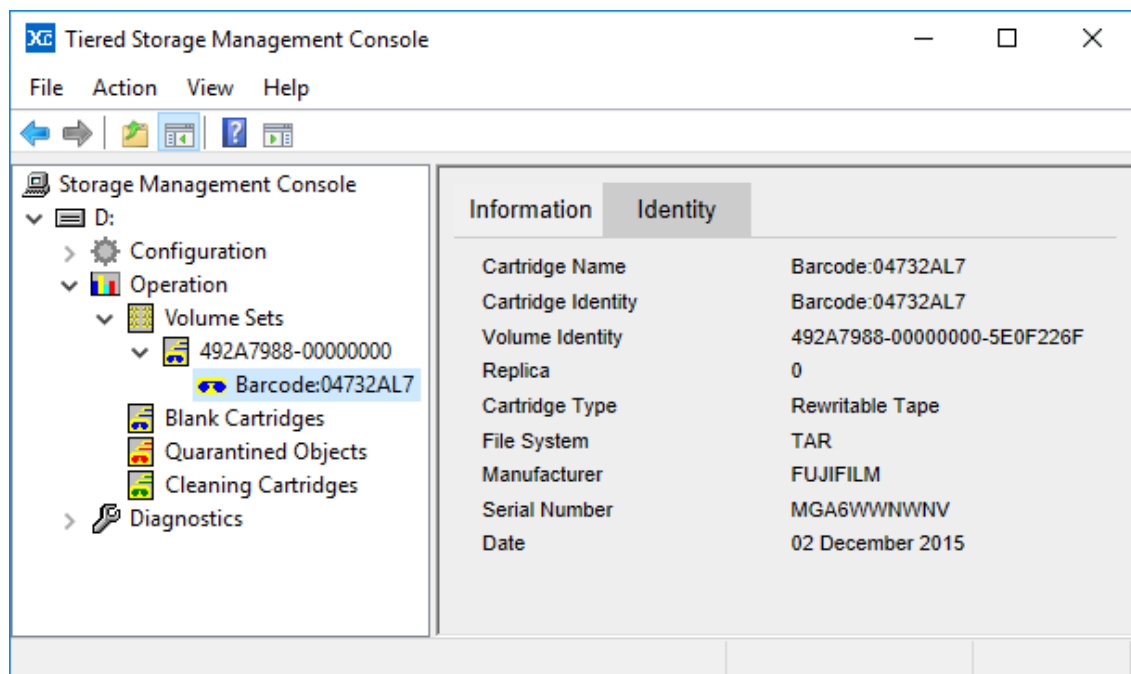 Tiered Storage Management Console
File Action View Help
Storage Management Console
D:
Configuration
Operation
Volume Sets
492A7988-00000000
Barcode:04732AL7
Blank Cartridges
Quarantined Objects
Cleaning Cartridges
Diagnostics
Information Identity
Cartridge Name Barcode:04732AL7
Cartridge Identity Barcode:04732AL7
Volume Identity 492A7988-00000000-5E0F226F
Replica 0
Cartridge Type Rewritable Tape
File System TAR
Manufacturer FUJIFILM
Serial Number MGA6WWNWNV
Date 02 December 2015